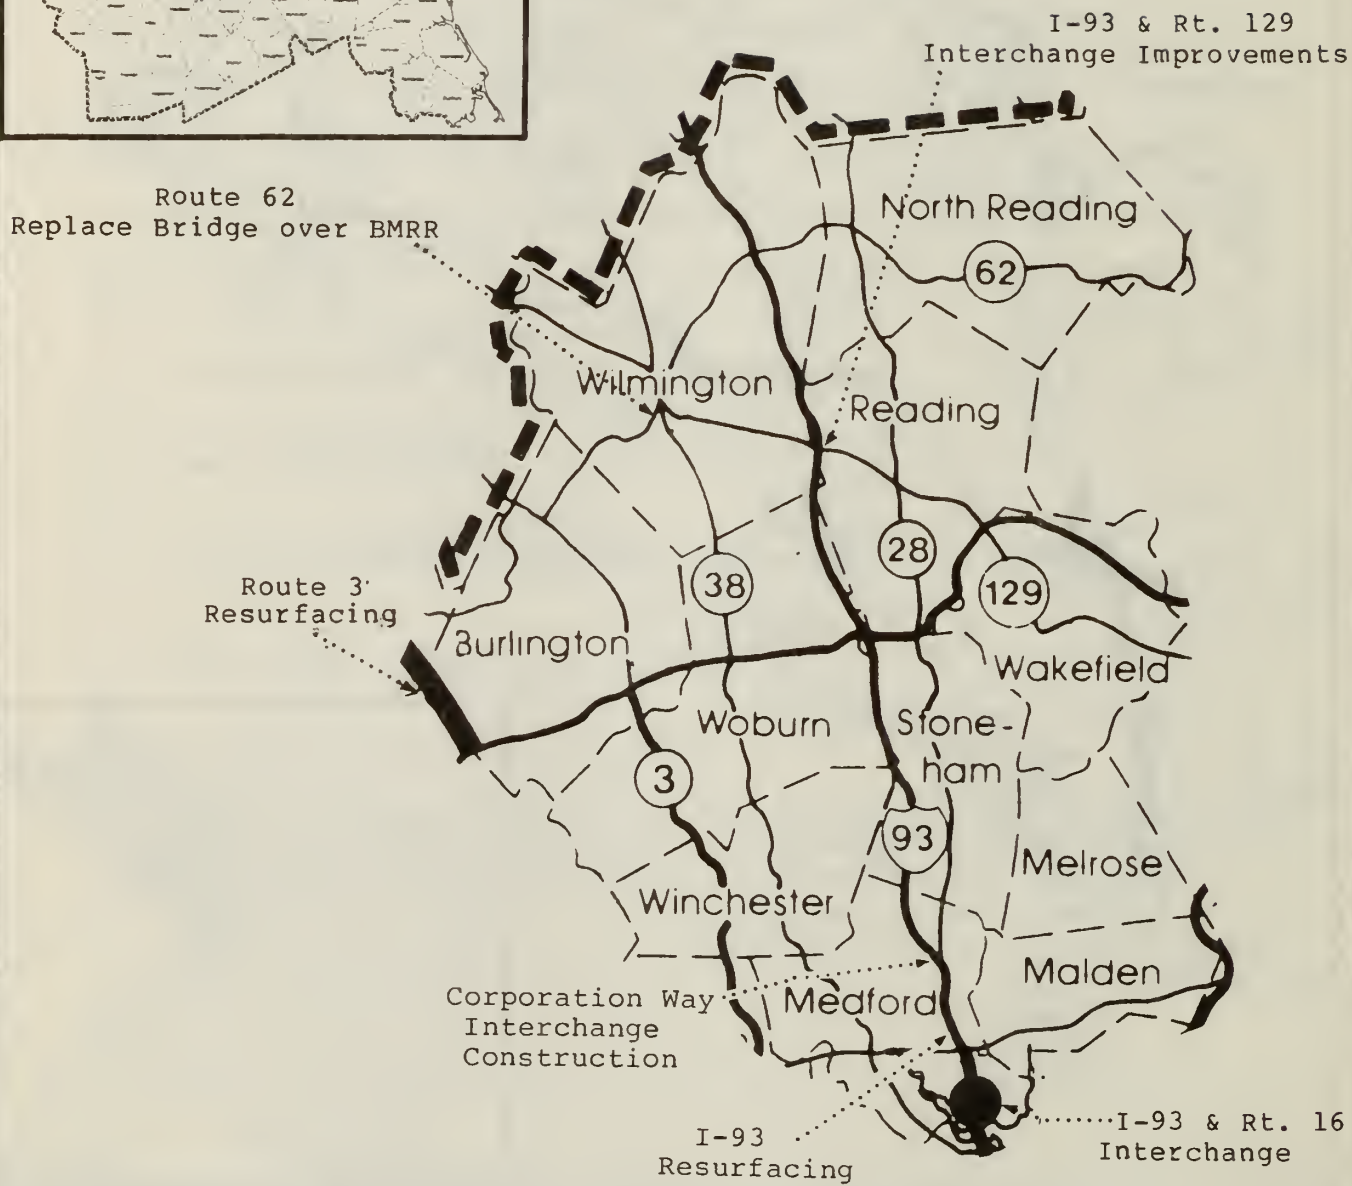 I-93 & Rt. 129
Interchange Improvements
Route 62
Replace Bridge over BMRR
North Reading
62
Wilmington
Reading
28
38
129
Route 3
Resurfacing
Burlington
Wakefield
Woburn
Stone-
ham
3
93
Melrose
Winchester
Malden
Corporation Way
Interchange
Construction
Medford
I-93 & Rt. 16
Interchange
I-93
Resurfacing